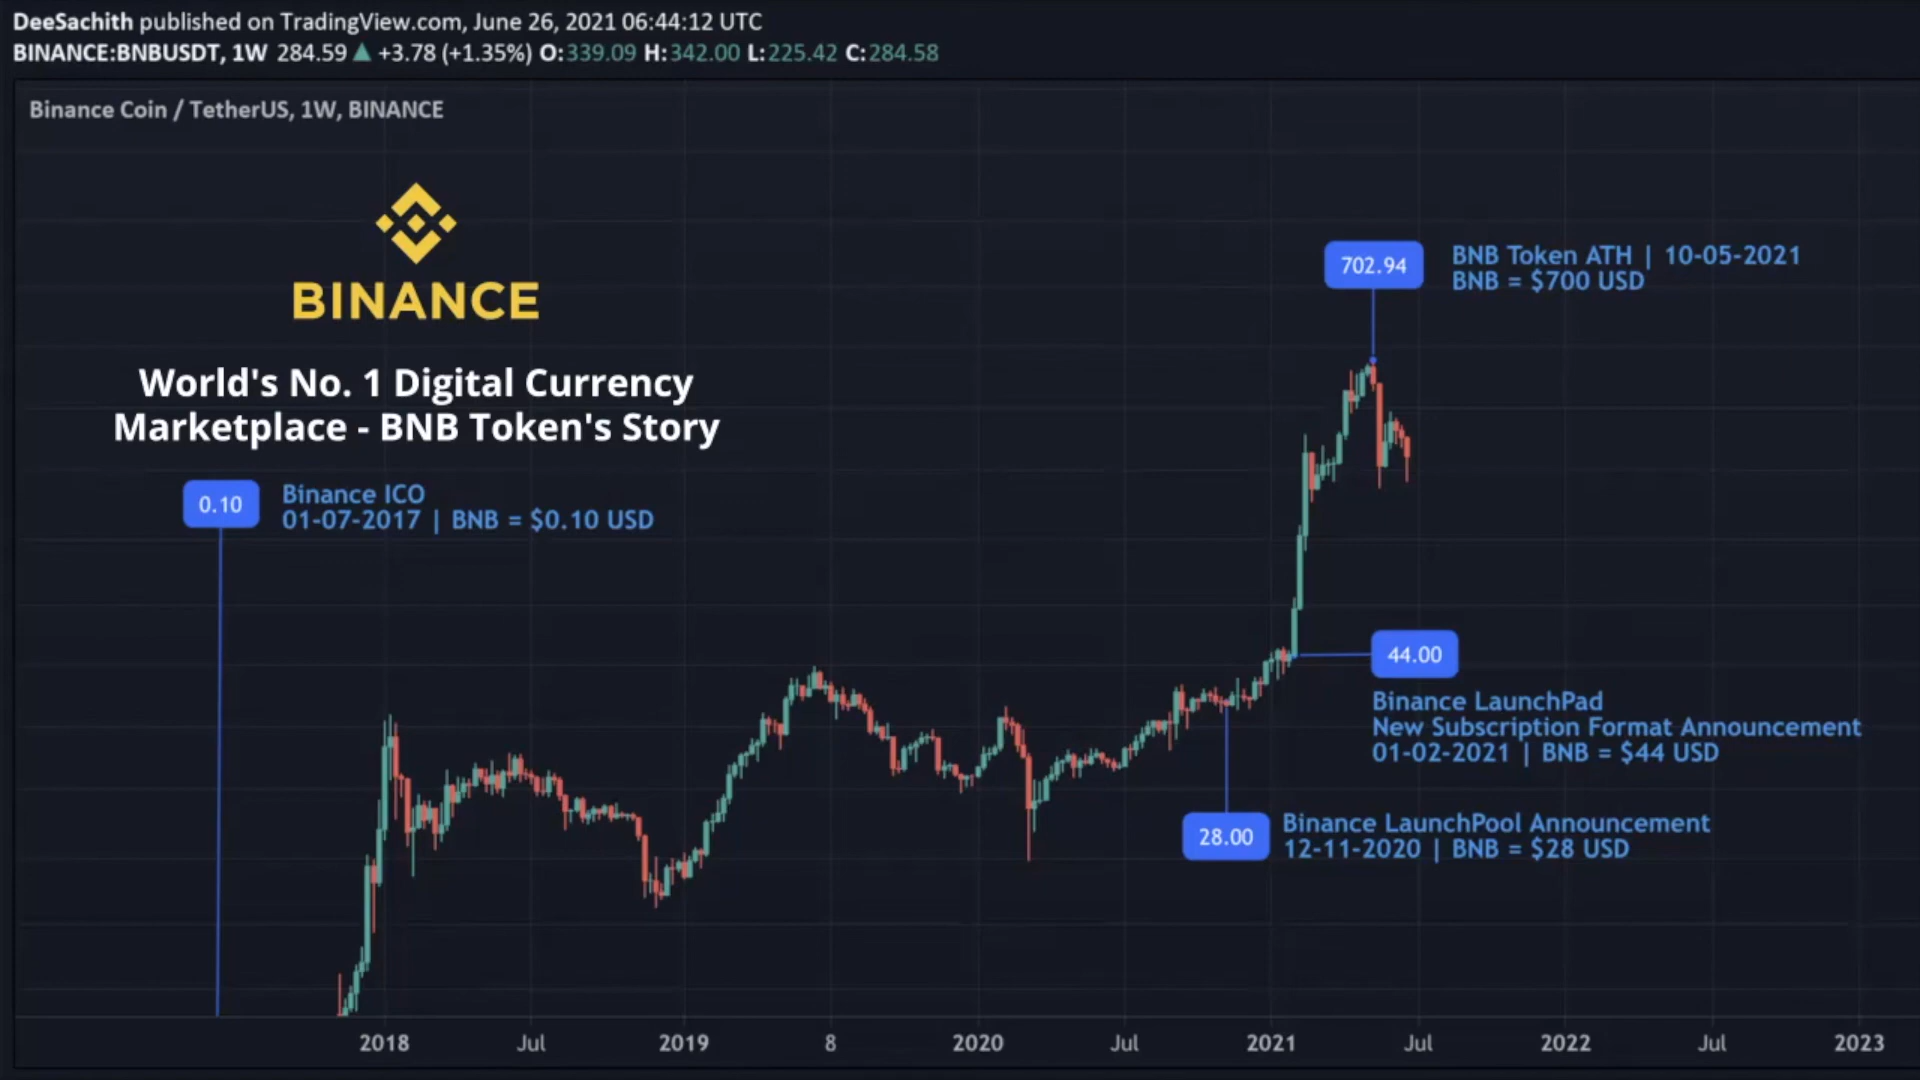 DeeSachith published on TradingView.com, June 26, 2021 06:44:12 UTC
BINANCE:BNBUSDT, 1W 284.59 ▲ +3.78 (+1.35%) O:339.09 H:342.00 L:225.42 C:284.58
Binance Coin / TetherUS, 1W, BINANCE
BINANCE
World's No. 1 Digital Currency
Marketplace - BNB Token's Story
702.94
BNB Token ATH | 10-05-2021
BNB = $700 USD
0.10
Binance ICO
01-07-2017 | BNB = $0.10 USD
44.00
Binance LaunchPad
New Subscription Format Announcement
01-02-2021 | BNB = $44 USD
28.00
Binance LaunchPool Announcement
12-11-2020 | BNB = $28 USD
2018 Jul 2019 8 2020 Jul 2021 Jul 2022 Jul 2023